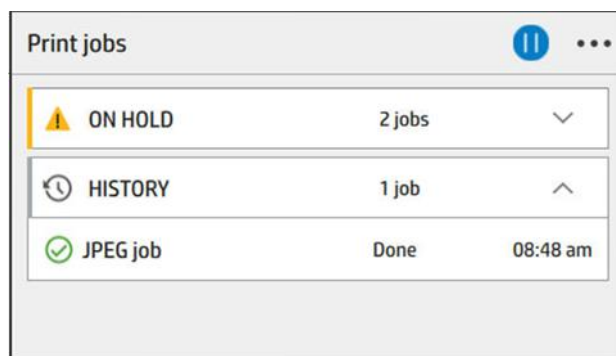 Print jobs
ON HOLD 2 jobs
HISTORY 1 job
JPEG job Done 08:48 am